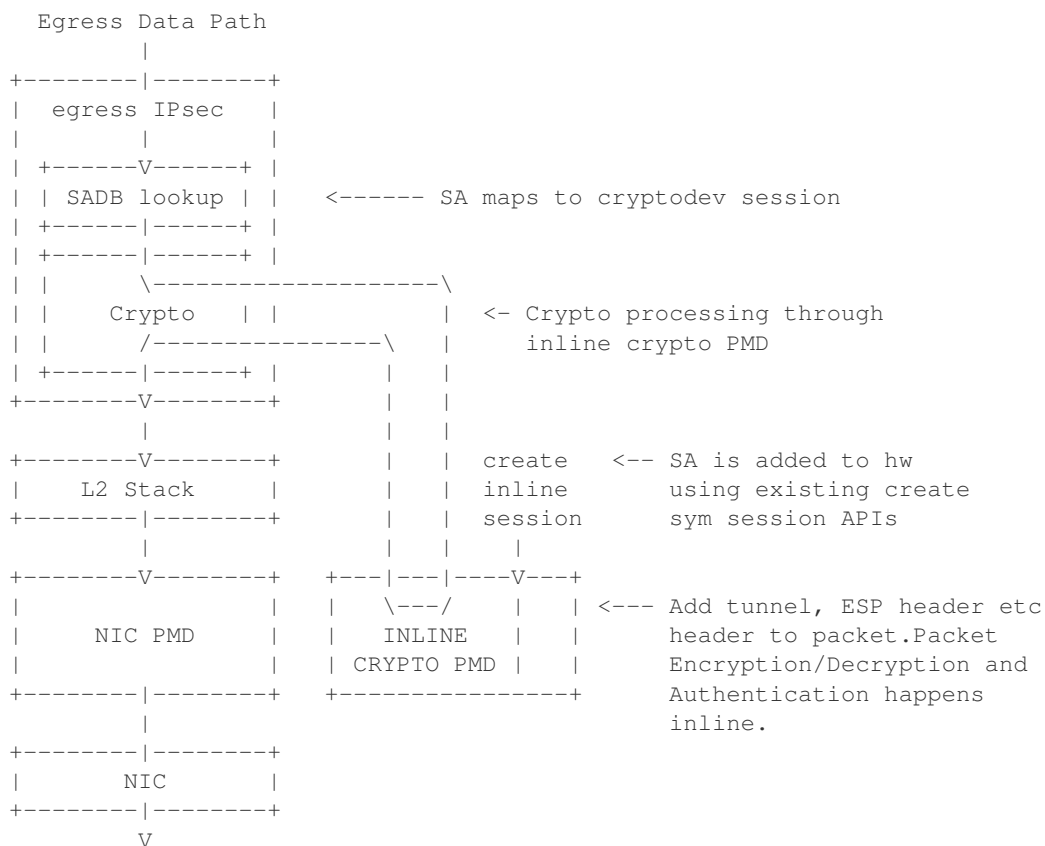 Egress Data Path
egress IPsec
SADB lookup <------ SA maps to cryptodev session
Crypto <- Crypto processing through
inline crypto PMD
create <-- SA is added to hw
L2 Stack inline using existing create
session sym session APIs
<--- Add tunnel, ESP header etc
NIC PMD INLINE header to packet.Packet
CRYPTO PMD Encryption/Decryption and
Authentication happens
inline.
NIC